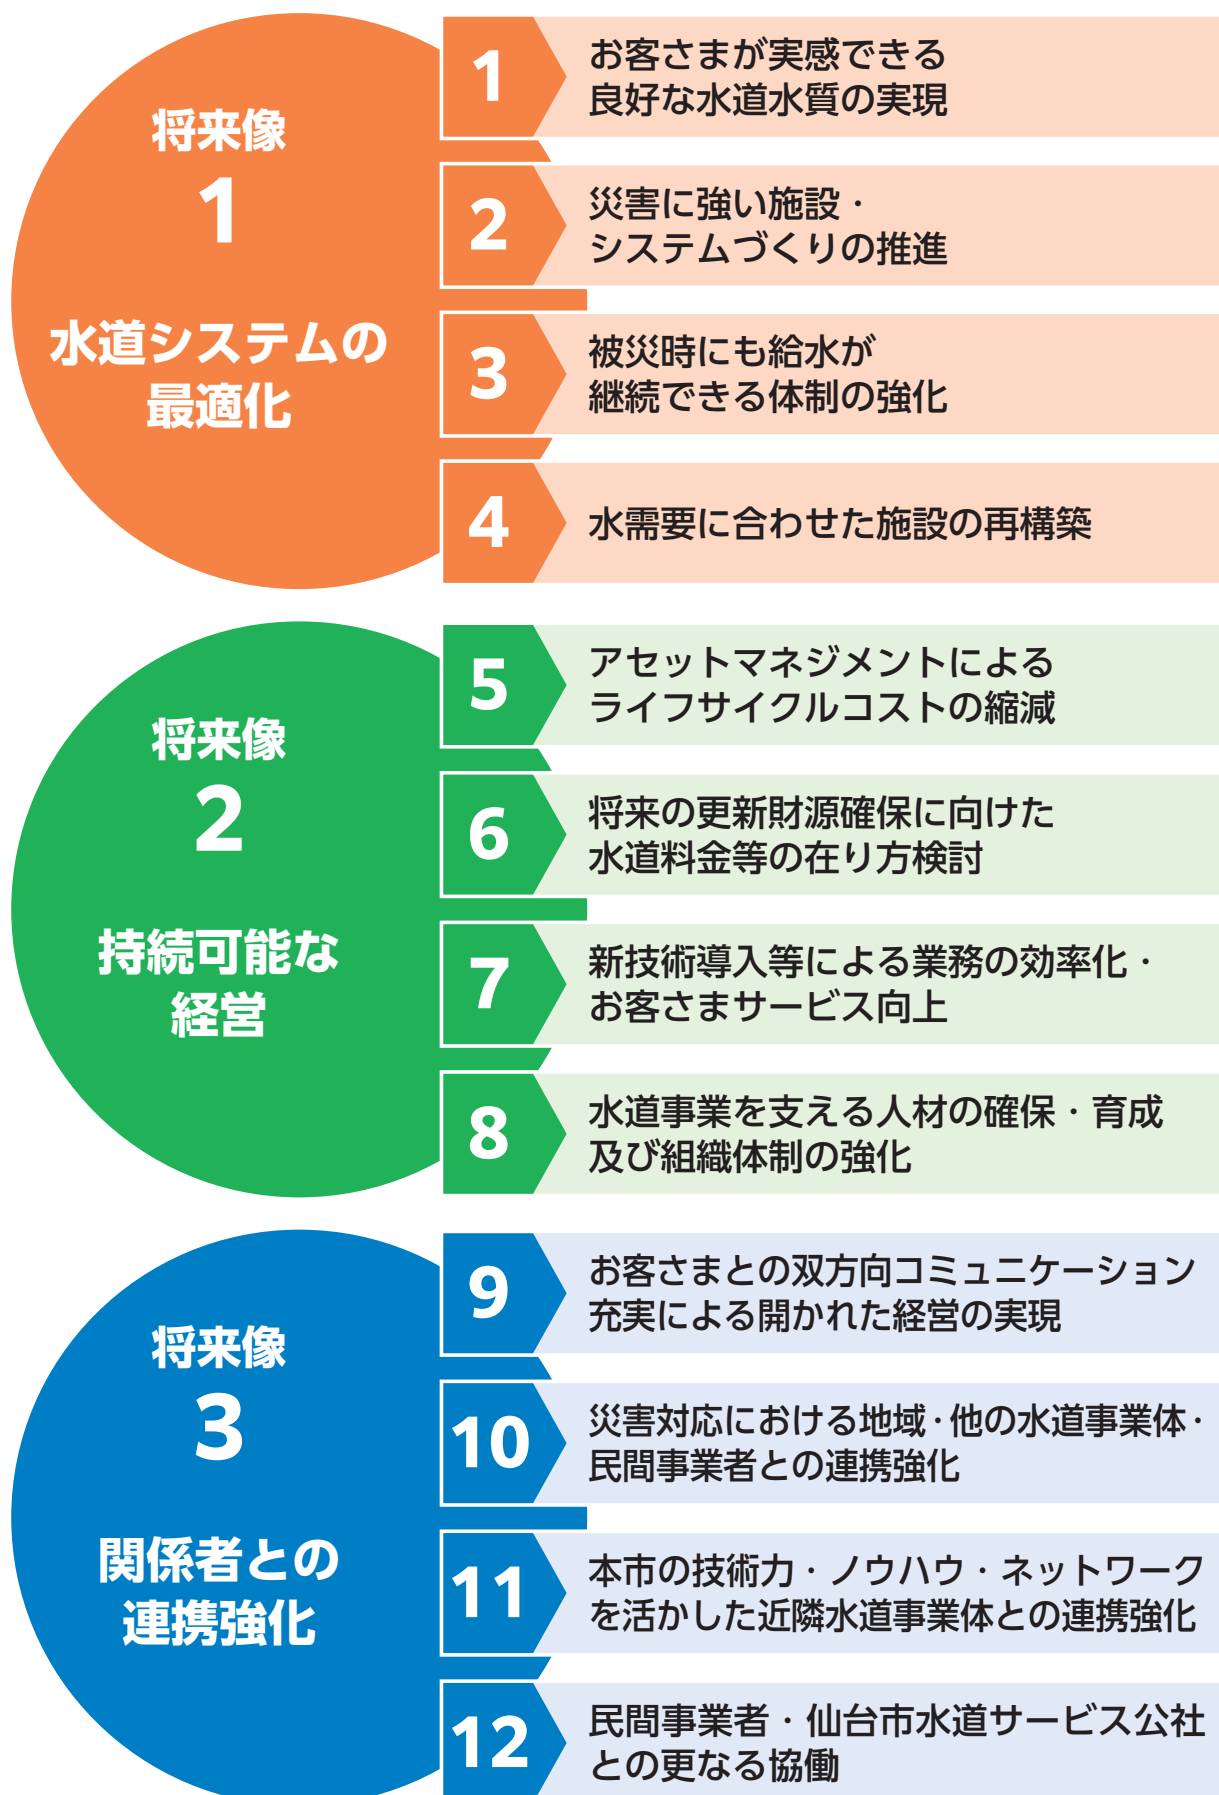 将来像
1
水道システムの
最適化
1
お客さまが実感できる
良好な水道水質の実現
2
災害に強い施設・
システムづくりの推進
3
被災時にも給水が
継続できる体制の強化
4
水需要に合わせた施設の再構築
将来像
2
持続可能な
経営
5
アセットマネジメントによる
ライフサイクルコストの縮減
6
将来の更新財源確保に向けた
水道料金等の在り方検討
7
新技術導入等による業務の効率化・
お客さまサービス向上
8
水道事業を支える人材の確保・育成
及び組織体制の強化
将来像
3
関係者との
連携強化
9
お客さまとの双方向コミュニケーション
充実による開かれた経営の実現
10
災害対応における地域・他の水道事業体・
民間事業者との連携強化
11
本市の技術力・ノウハウ・ネットワーク
を活かした近隣水道事業体との連携強化
12
民間事業者・仙台市水道サービス公社
との更なる協働